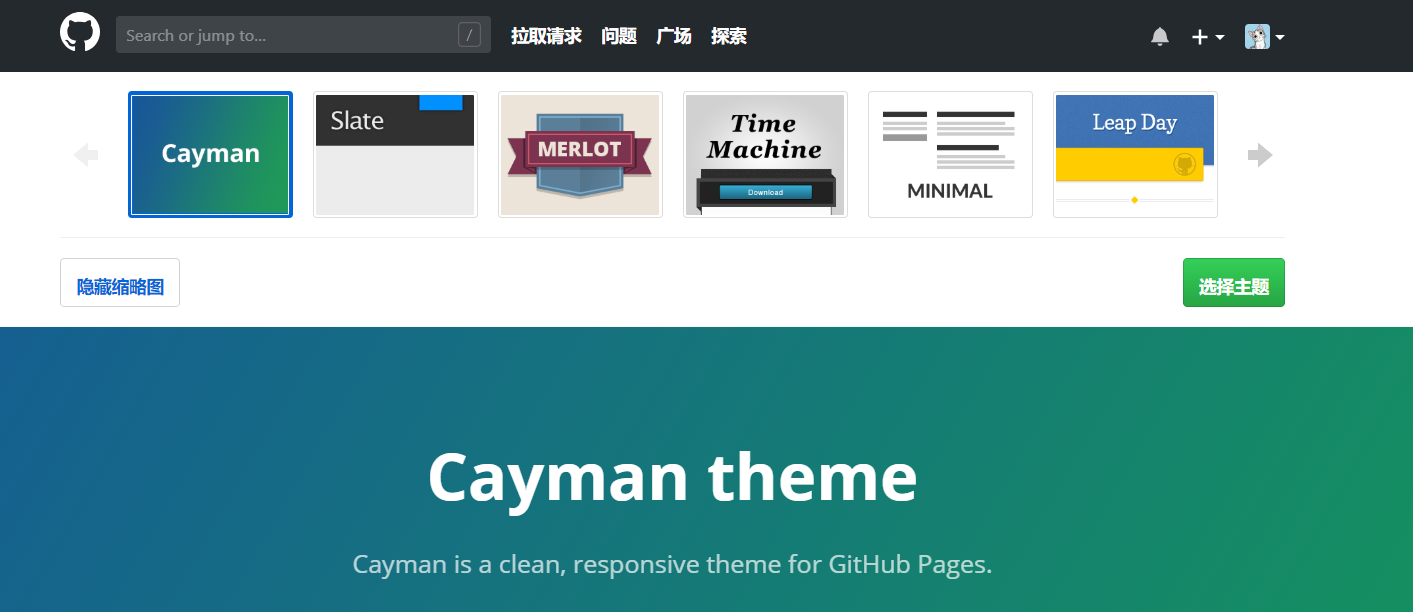 Search or jump to... /
拉取请求 问题 广场 探索
Cayman
Slate
MERLOT
Time
Machine
Download
MINIMAL
Leap Day
隐藏缩略图
选择主题
Cayman theme
Cayman is a clean, responsive theme for GitHub Pages.